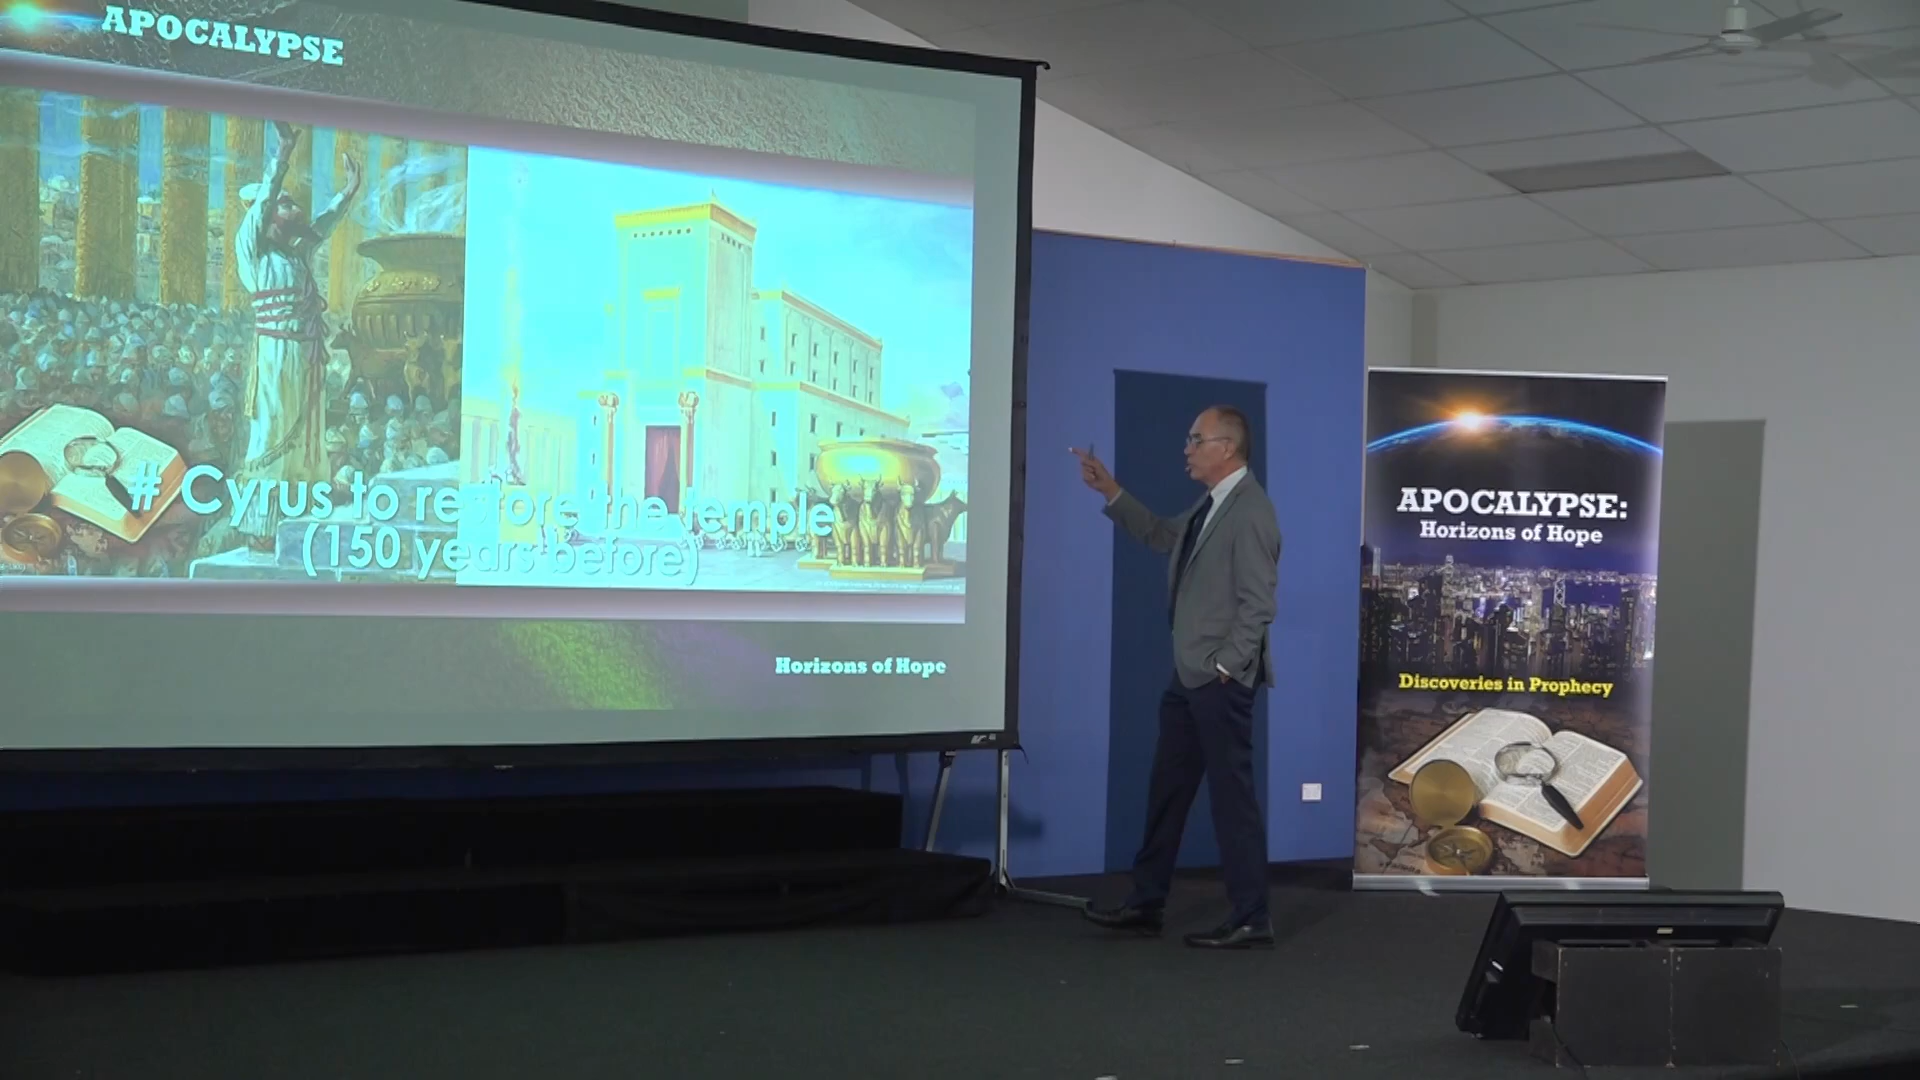 APOCALYPSE
# Cyrus to restore the temple
(150 years before)
Horizons of Hope
APOCALYPSE:
Horizons of Hope
Discoveries in Prophecy